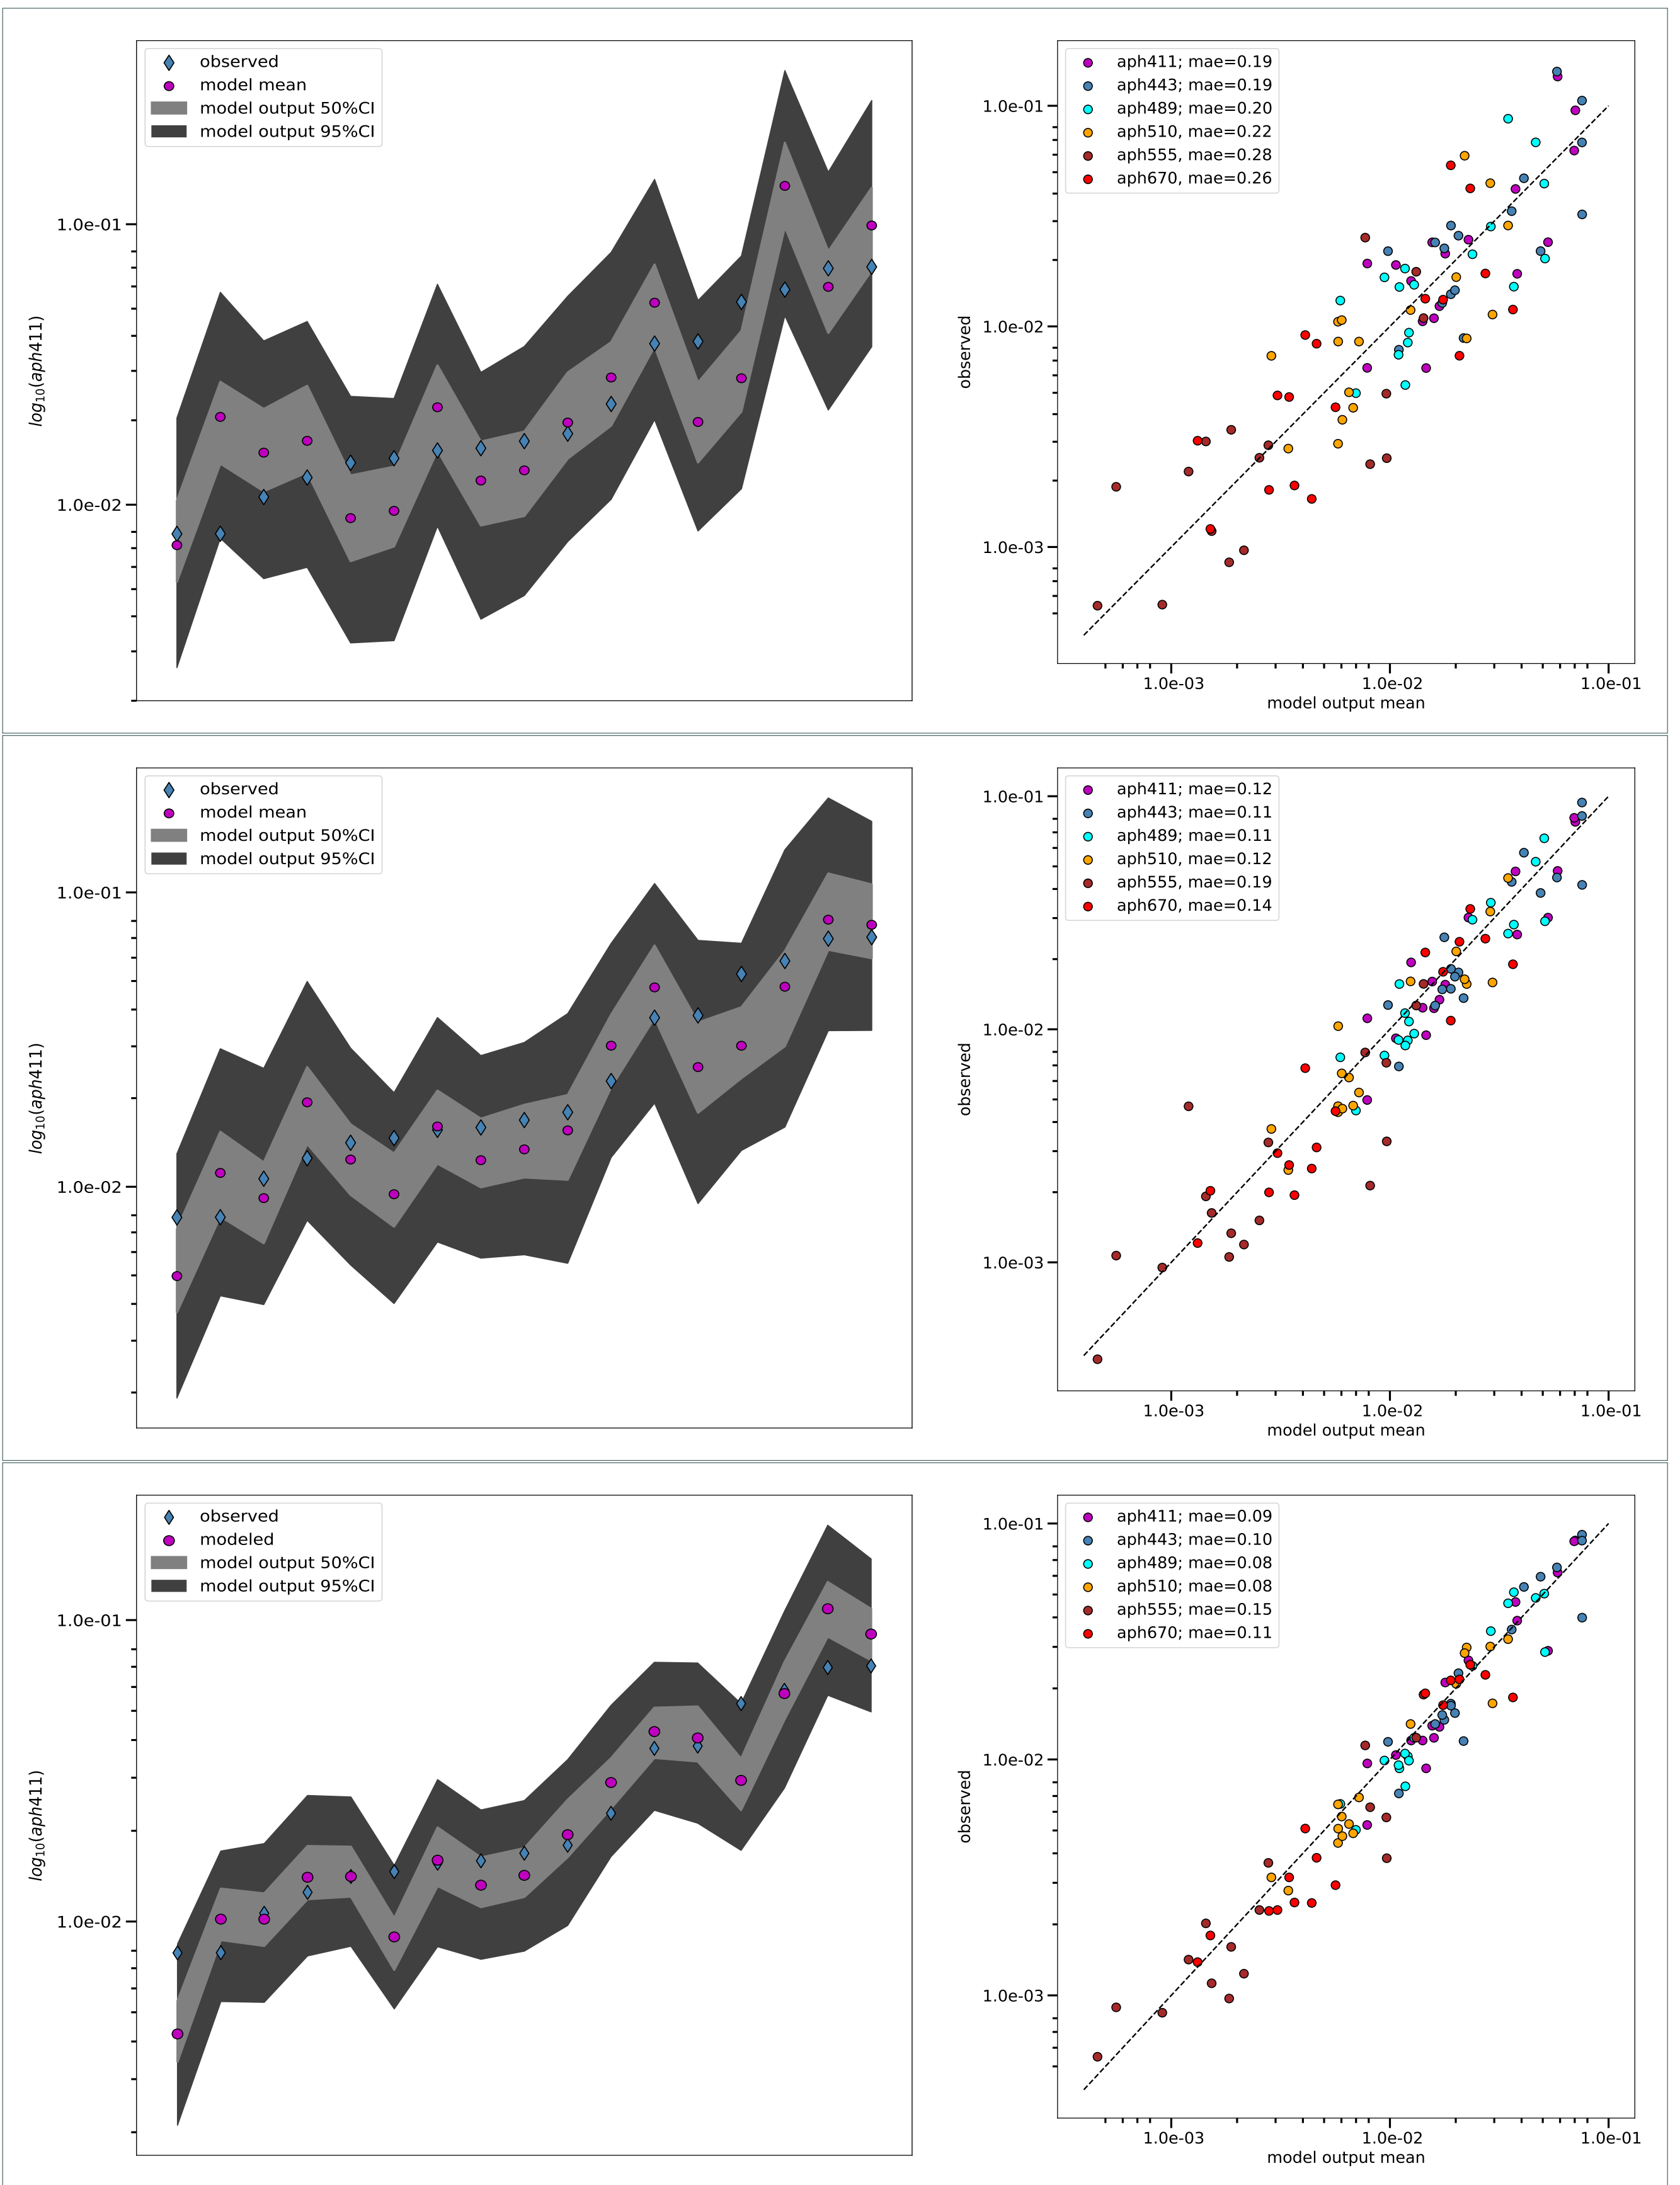 observed
model mean
model output 50%CI
model output 95%CI
1.0e-01
1.0e-02
log10(aph411)
aph411; mae=0.19
aph443; mae=0.19
aph489; mae=0.20
aph510, mae=0.22
aph555, mae=0.28
aph670, mae=0.26
1.0e-01
1.0e-02
1.0e-03
observed
1.0e-03 1.0e-02 1.0e-01
model output mean
observed
model mean
model output 50%CI
model output 95%CI
1.0e-01
1.0e-02
log10(aph411)
aph411; mae=0.12
aph443; mae=0.11
aph489; mae=0.11
aph510, mae=0.12
aph555, mae=0.19
aph670, mae=0.14
1.0e-01
1.0e-02
1.0e-03
observed
1.0e-03 1.0e-02 1.0e-01
model output mean
observed
modeled
model output 50%CI
model output 95%CI
1.0e-01
1.0e-02
log10(aph411)
aph411; mae=0.09
aph443; mae=0.10
aph489; mae=0.08
aph510; mae=0.08
aph555; mae=0.15
aph670; mae=0.11
1.0e-01
1.0e-02
1.0e-03
observed
1.0e-03 1.0e-02 1.0e-01
model output mean